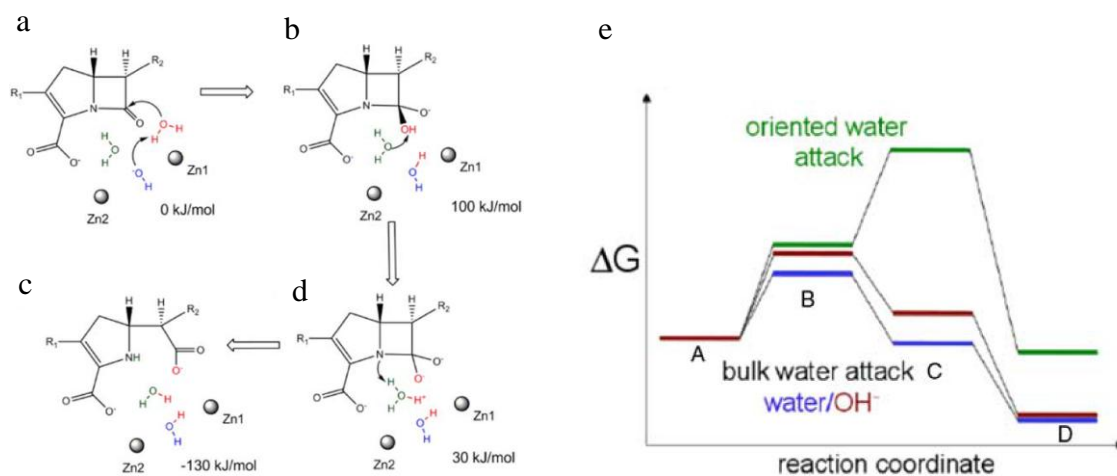 a
H
H
R₂
R₁
N
O
O
H
H
H
O
H
O
O⁻
O
H
Zn1
Zn2
0 kJ/mol
b
H
H
R₂
R₁
N
O⁻
OH
H
O
H
O
O⁻
H
O
H
Zn1
Zn2
100 kJ/mol
c
H
H
R₂
R₁
NH
O
O⁻
O
O⁻
H
O
H
H
O
H
Zn1
Zn2
-130 kJ/mol
d
H
H
R₂
R₁
N
O⁻
O⁻
H
O
H⁺
H
O
O⁻
H
O
H
Zn1
Zn2
30 kJ/mol
e
oriented water
attack
ΔG
A
B
C
bulk water attack
water/OH⁻
D
reaction coordinate